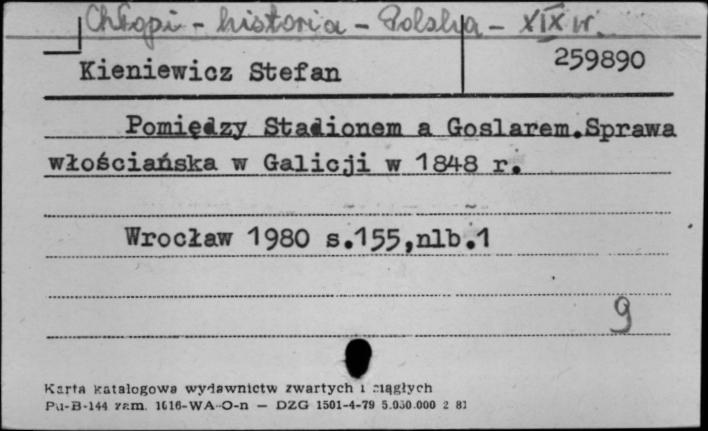 Chłopi - historia - Polska - XIX w.
Kieniewicz Stefan
259890
Pomiędzy Stadionem a Goslarem.Sprawa
włościańska w Galicji w 1848 r.
Wrocław 1980 s.155,nlb.1
9
Karta katalogowa wydawnictw zwartych i ciągłych
Pu-B-144 zam. 1616-WA-O-n — DZG 1501-4-79 5.050.000 2 81